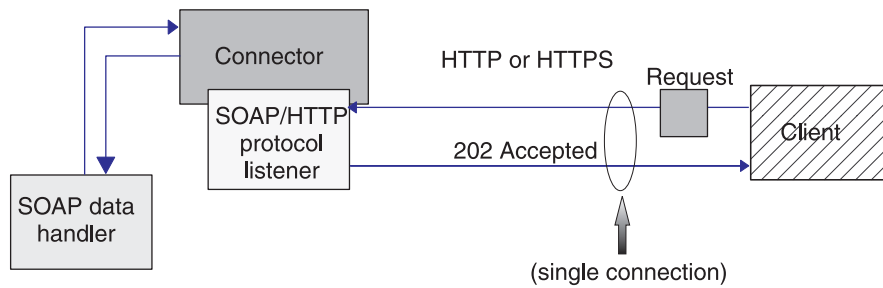 Connector
HTTP or HTTPS
Request
SOAP/HTTP
protocol
listener
202 Accepted
Client
SOAP data
handler
(single connection)